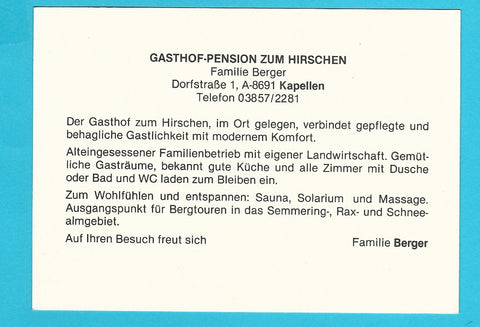 GASTHOF-PENSION ZUM HIRSCHEN
Familie Berger
Dorfstraße 1, A-8691 Kapellen
Telefon 03857/2281
Der Gasthof zum Hirschen, im Ort gelegen, verbindet gepflegte und
behagliche Gastlichkeit mit modernem Komfort.
Alteingesessener Familienbetrieb mit eigener Landwirtschaft. Gemüt-
liche Gasträume, bekannt gute Küche und alle Zimmer mit Dusche
oder Bad und WC laden zum Bleiben ein.
Zum Wohlfühlen und entspannen: Sauna, Solarium und Massage.
Ausgangspunkt für Bergtouren in das Semmering-, Rax- und Schnee-
almgebiet.
Auf Ihren Besuch freut sich Familie Berger